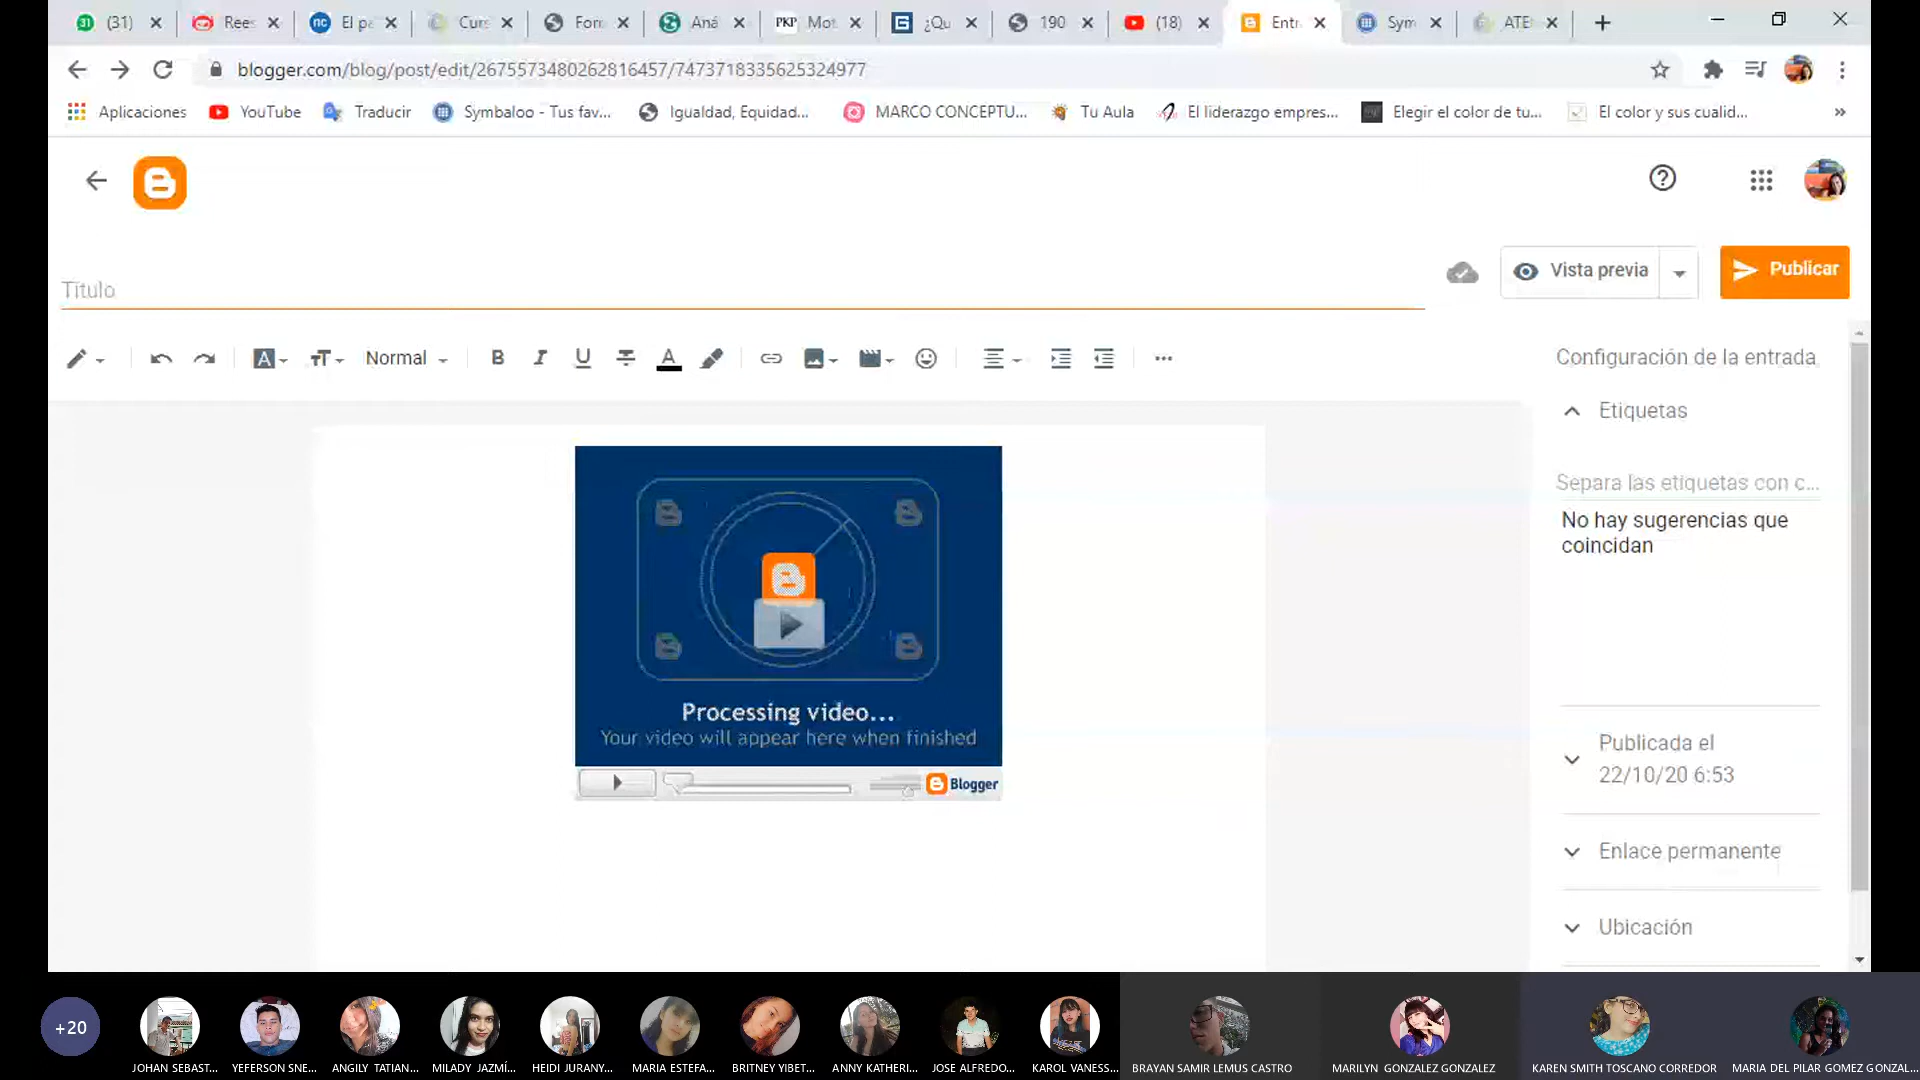 (31)
Rees
El pa
Curs
Forr
Aná
PKP Mot
¿Qu
190
(18)
Entr
Sym
ATE
blogger.com/blog/post/edit/2675573480262816457/7473718335625324977
Aplicaciones
YouTube
Traducir
Symbaloo - Tus fav...
Igualdad, Equidad...
MARCO CONCEPTU...
Tu Aula
El liderazgo empres...
Elegir el color de tu...
El color y sus cualid...
Título
Vista previa
Publicar
Normal
Configuración de la entrada
Etiquetas
Separa las etiquetas con c...
No hay sugerencias que
coincidan
Processing video...
Your video will appear here when finished
Blogger
Publicada el
22/10/20 6:53
Enlace permanente
Ubicación
+20
JOHAN SEBAST...
YEFERSON SNE...
ANGILY TATIAN...
MILADY JAZMÍ...
HEIDI JURANY...
MARIA ESTEFA...
BRITNEY YIBET...
ANNY KATHERI...
JOSE ALFREDO...
KAROL VANESS...
BRAYAN SAMIR LEMUS CASTRO
MARILYN GONZALEZ GONZALEZ
KAREN SMITH TOSCANO CORREDOR
MARIA DEL PILAR GOMEZ GONZAL...